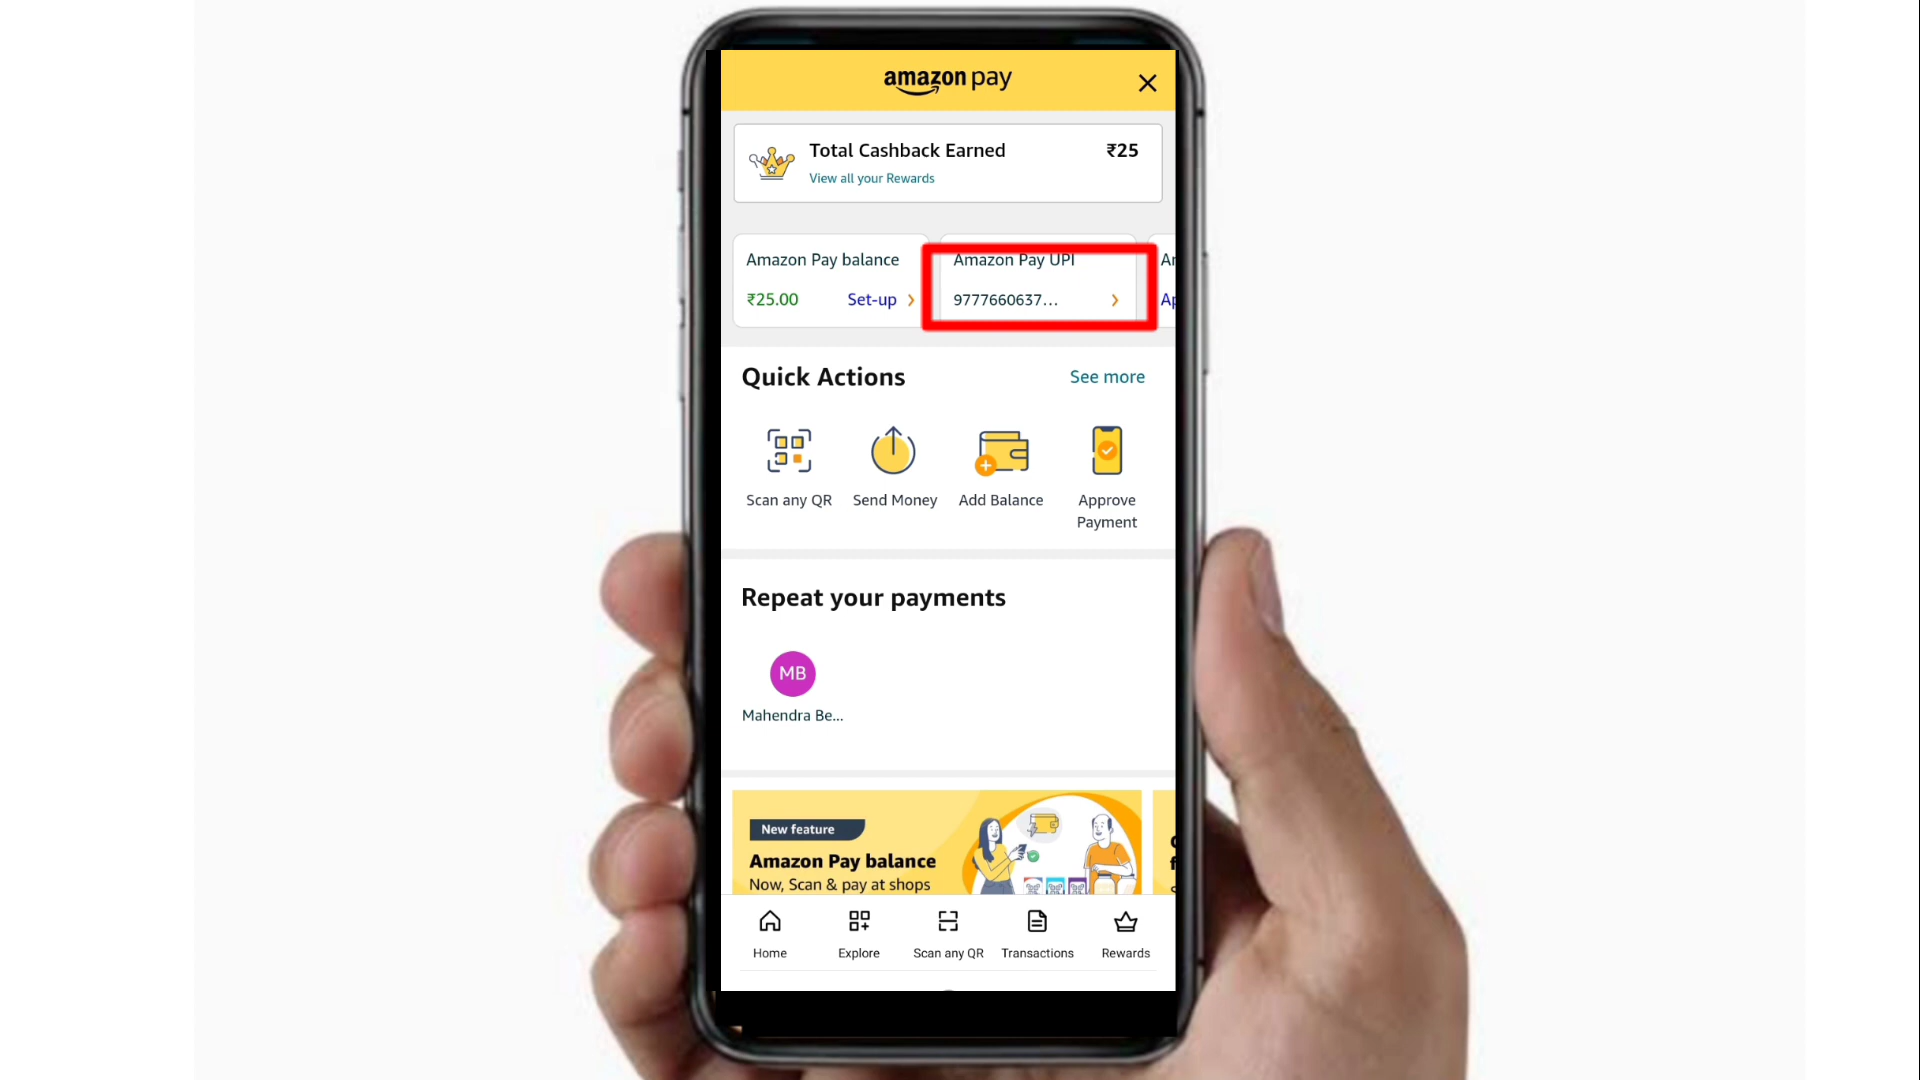 amazon pay
Total Cashback Earned ₹25
View all your Rewards
Amazon Pay balance
₹25.00 Set-up
Amazon Pay UPI
9777660637...
Quick Actions See more
Scan any QR
Send Money
Add Balance
Approve
Payment
Repeat your payments
MB
Mahendra Be...
New feature
Amazon Pay balance
Now, Scan & pay at shops
Home Explore Scan any QR Transactions Rewards